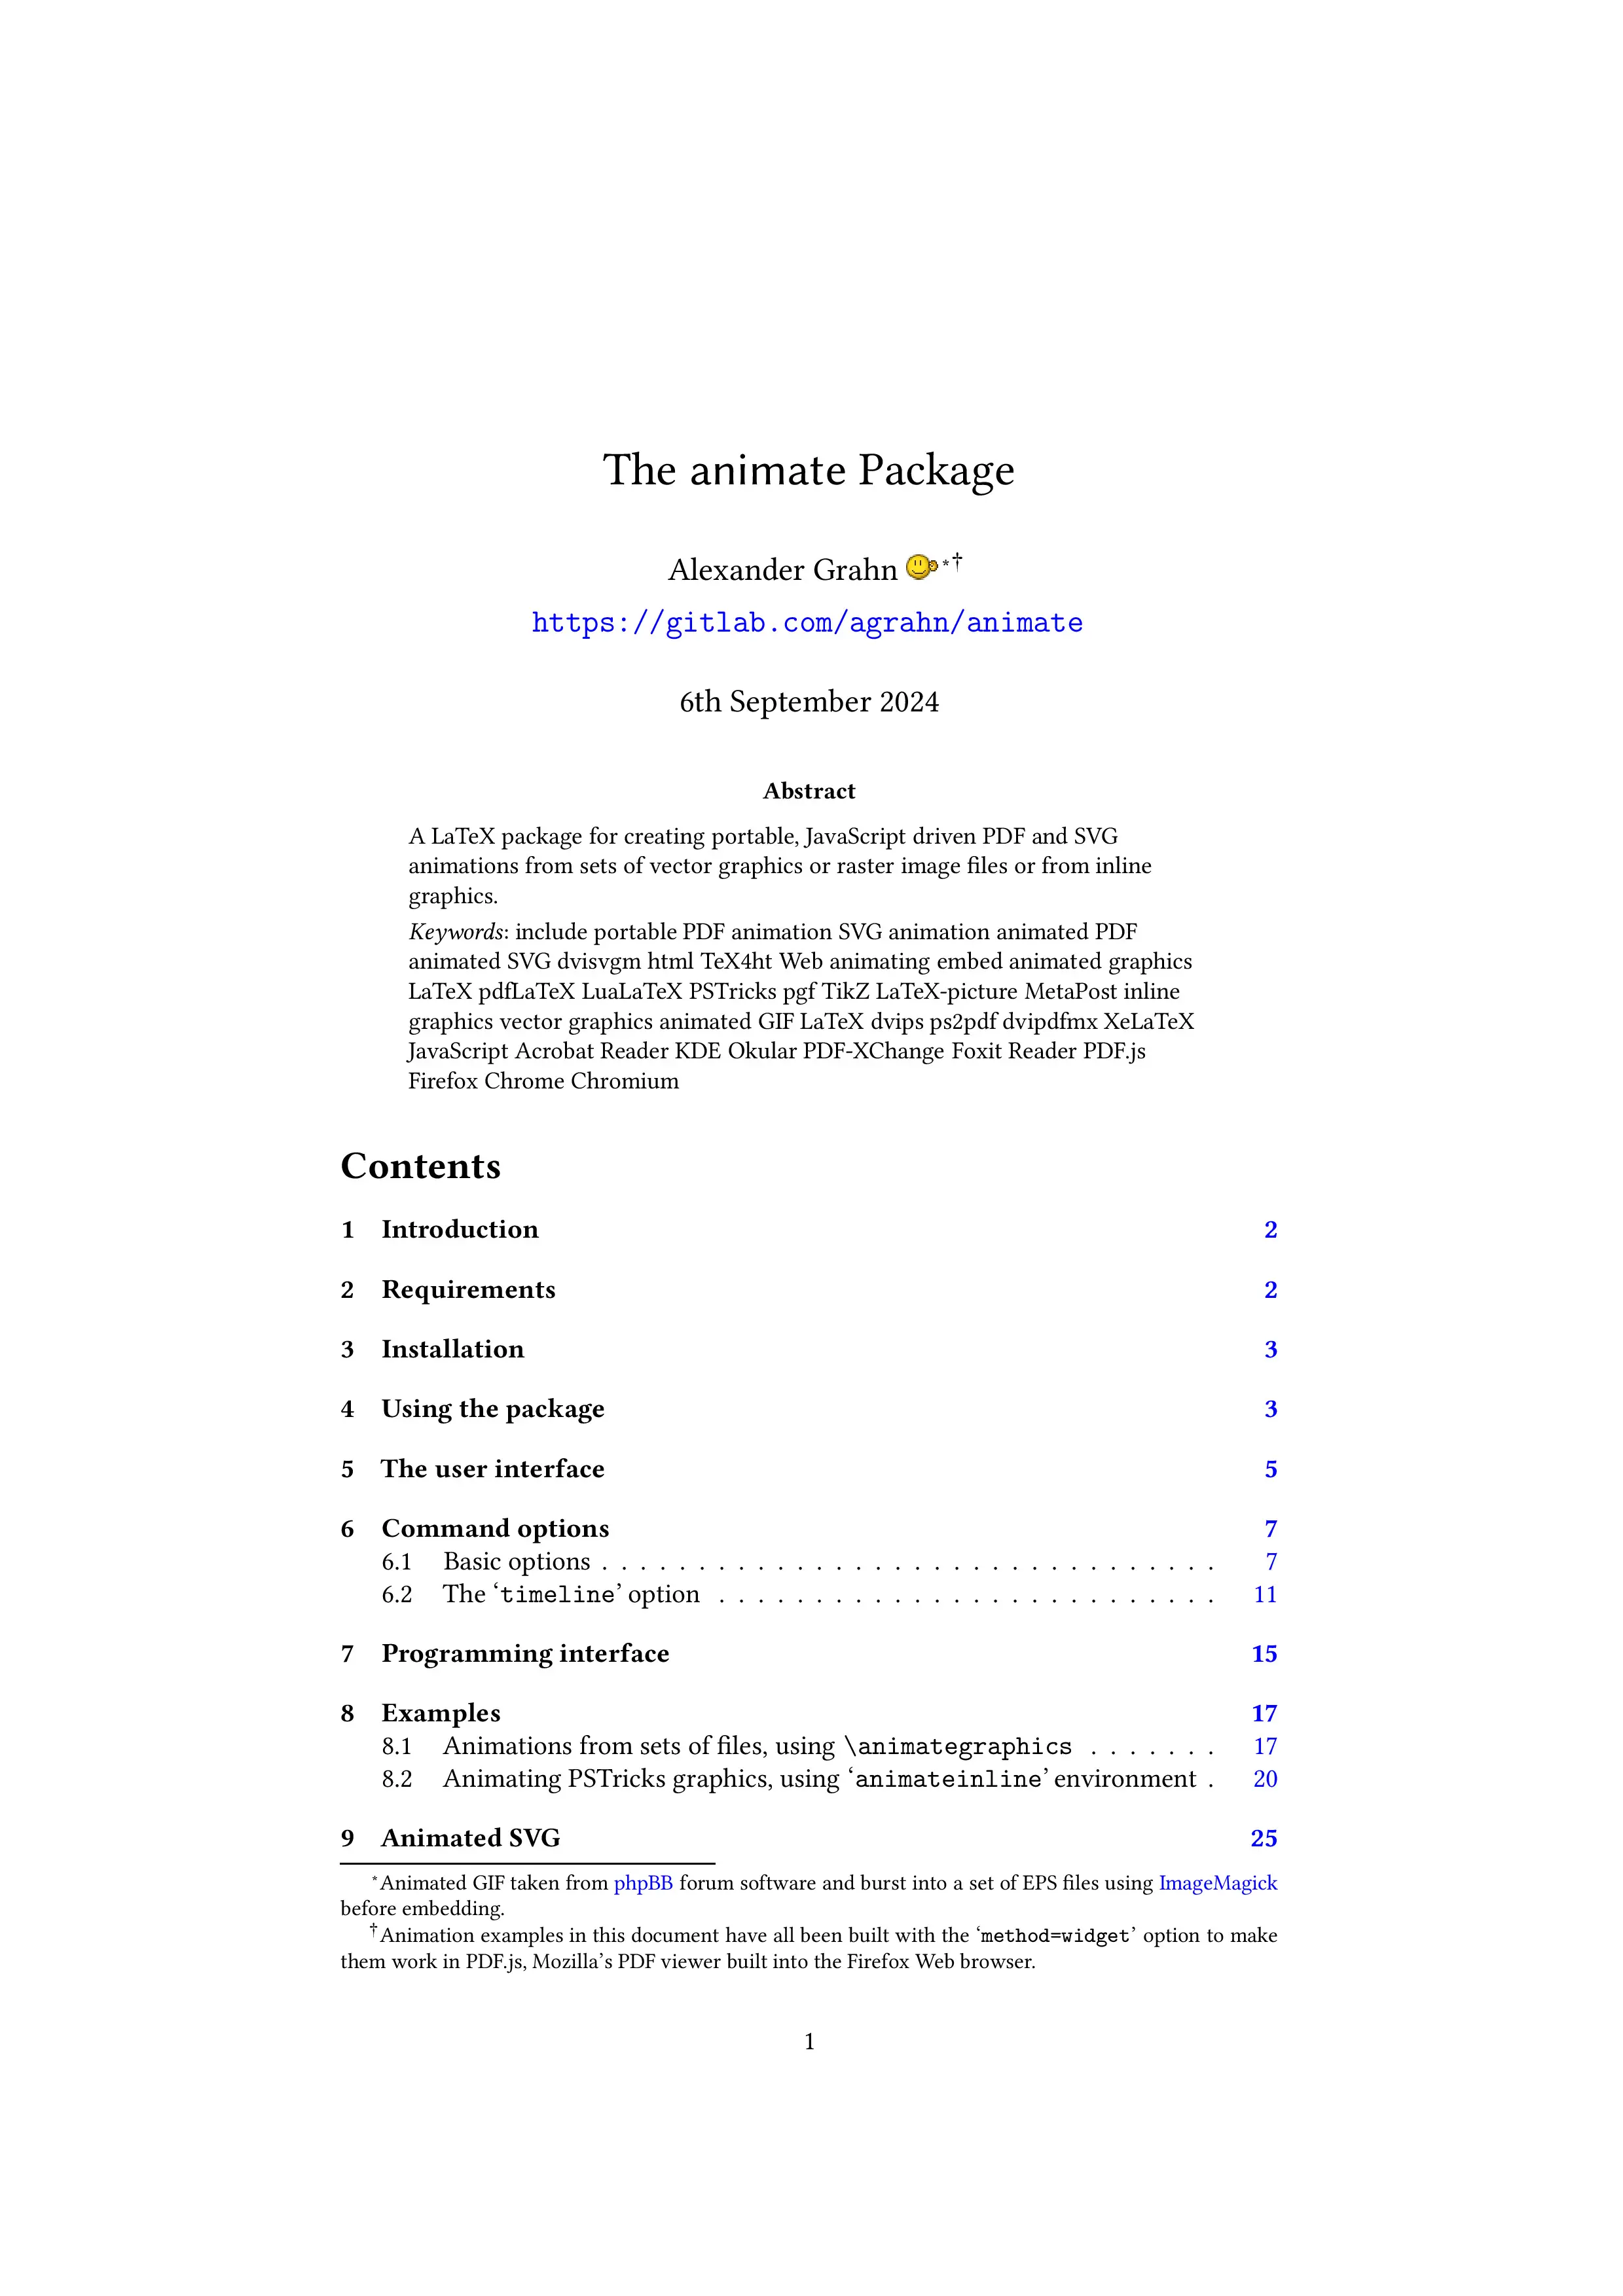 The animate Package
Alexander Grahn *†
https://gitlab.com/agrahn/animate
6th September 2024
Abstract
A LaTeX package for creating portable, JavaScript driven PDF and SVG
animations from sets of vector graphics or raster image files or from inline
graphics.
Keywords: include portable PDF animation SVG animation animated PDF
animated SVG dvisvgm html TeX4ht Web animating embed animated graphics
LaTeX pdfLaTeX LuaLaTeX PSTricks pgf TikZ LaTeX-picture MetaPost inline
graphics vector graphics animated GIF LaTeX dvips ps2pdf dvipdfmx XeLaTeX
JavaScript Acrobat Reader KDE Okular PDF-XChange Foxit Reader PDF.js
Firefox Chrome Chromium
Contents
1 Introduction 2
2 Requirements 2
3 Installation 3
4 Using the package 3
5 The user interface 5
6 Command options 7
6.1 Basic options . . . . . . . . . . . . . . . . . . . . . . . . . . . . . . . . 7
6.2 The ‘timeline’ option . . . . . . . . . . . . . . . . . . . . . . . . . . 11
7 Programming interface 15
8 Examples 17
8.1 Animations from sets of files, using \animategraphics . . . . . . . 17
8.2 Animating PSTricks graphics, using ‘animateinline’ environment . 20
9 Animated SVG 25
*Animated GIF taken from phpBB forum software and burst into a set of EPS files using ImageMagick
before embedding.
†Animation examples in this document have all been built with the ‘method=widget’ option to make
them work in PDF.js, Mozilla’s PDF viewer built into the Firefox Web browser.
1